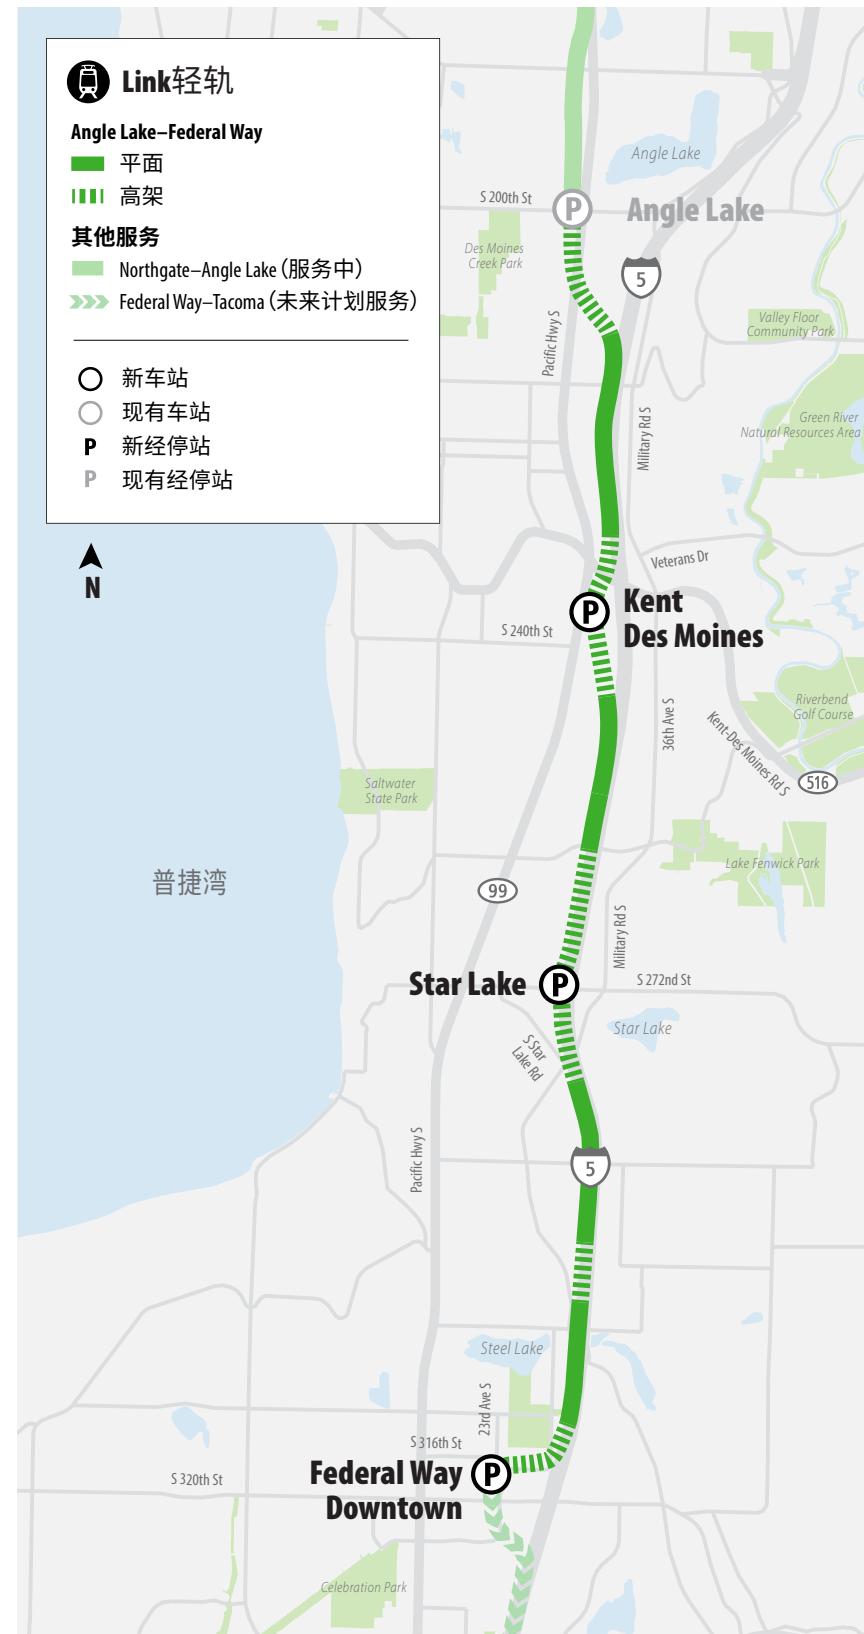 Link轻轨
Angle Lake–Federal Way
平面
高架
其他服务
Northgate–Angle Lake (服务中)
Federal Way–Tacoma (未来计划服务)
新车站
现有车站
P 新经停站
P 现有经停站
N
Angle Lake
S 200th St
P
Angle Lake
Des Moines
Creek Park
5
Pacific Hwy S
Valley Floor
Community Park
Military Rd S
Green River
Natural Resources Area
Veterans Dr
P
Kent
Des Moines
S 240th St
36th Ave S
Riverbend
Golf Course
Kent-Des Moines Rd S
516
Saltwater
State Park
Lake Fenwick Park
普捷湾
99
Military Rd S
Star Lake
P
S 272nd St
Star Lake
S Star
Lake Rd
Pacific Hwy S
5
Steel Lake
23rd Ave S
S 316th St
Federal Way
Downtown
P
S 320th St
Celebration Park